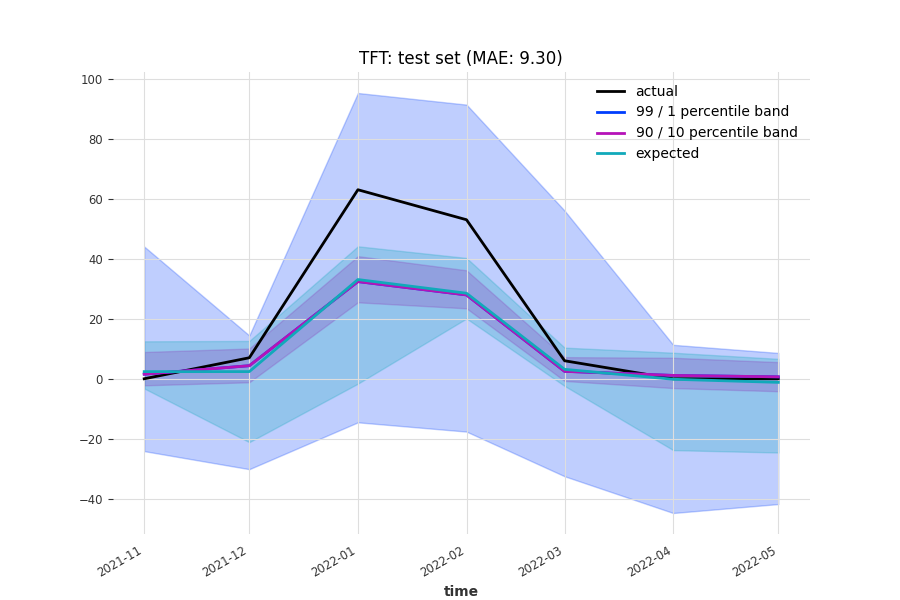 TFT: test set (MAE: 9.30)
actual
99 / 1 percentile band
90 / 10 percentile band
expected
100
80
60
40
20
0
−20
−40
2021-11
2021-12
2022-01
2022-02
2022-03
2022-04
2022-05
time